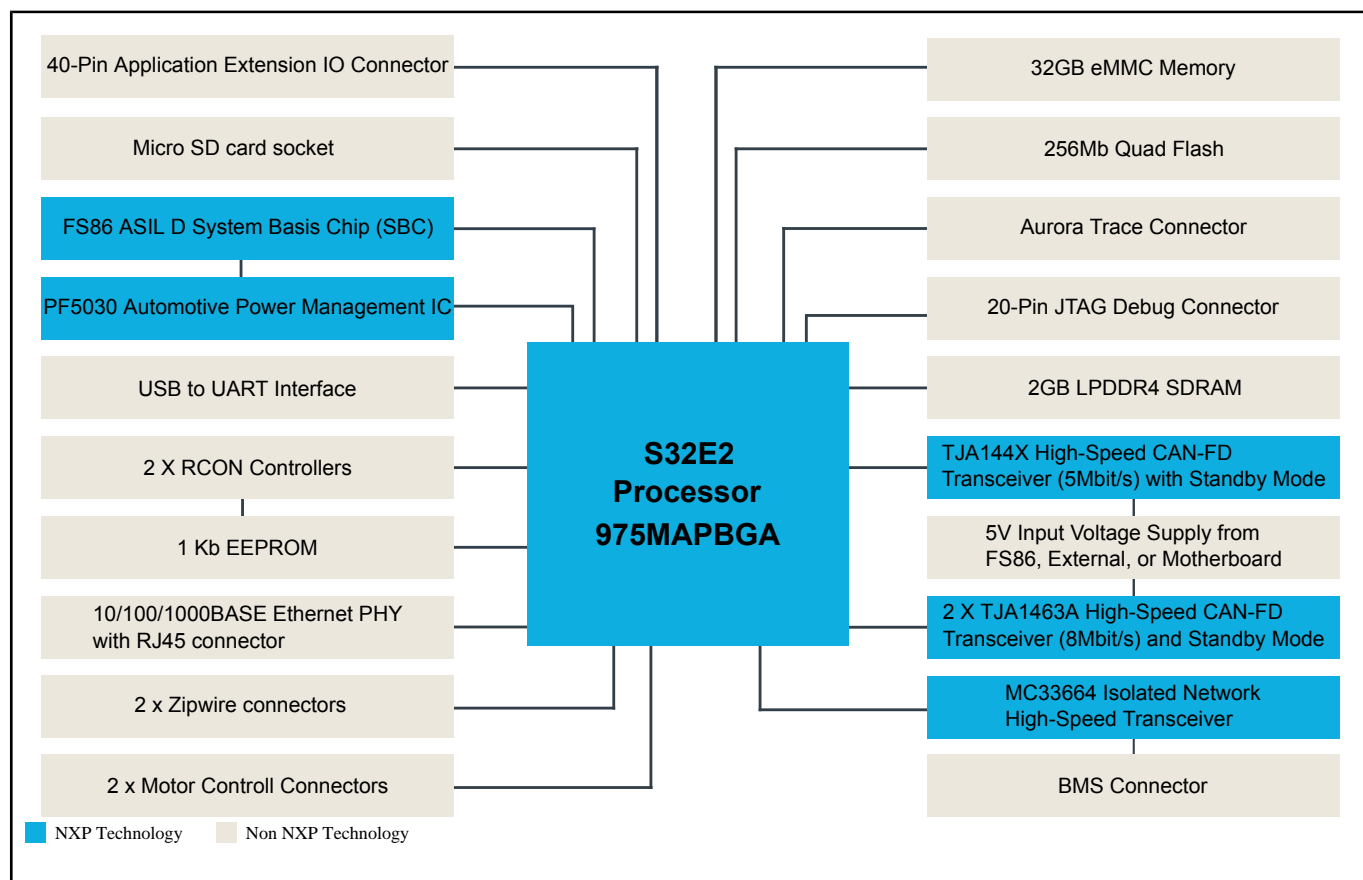 40-Pin Application Extension IO Connector
Micro SD card socket
FS86 ASIL D System Basis Chip (SBC)
PF5030 Automotive Power Management IC
USB to UART Interface
2 X RCON Controllers
1 Kb EEPROM
10/100/1000BASE Ethernet PHY
with RJ45 connector
2 x Zipwire connectors
2 x Motor Controll Connectors
S32E2
Processor
975MAPBGA
32GB eMMC Memory
256Mb Quad Flash
Aurora Trace Connector
20-Pin JTAG Debug Connector
2GB LPDDR4 SDRAM
TJA144X High-Speed CAN-FD
Transceiver (5Mbit/s) with Standby Mode
5V Input Voltage Supply from
FS86, External, or Motherboard
2 X TJA1463A High-Speed CAN-FD
Transceiver (8Mbit/s) and Standby Mode
MC33664 Isolated Network
High-Speed Transceiver
BMS Connector
NXP Technology
Non NXP Technology